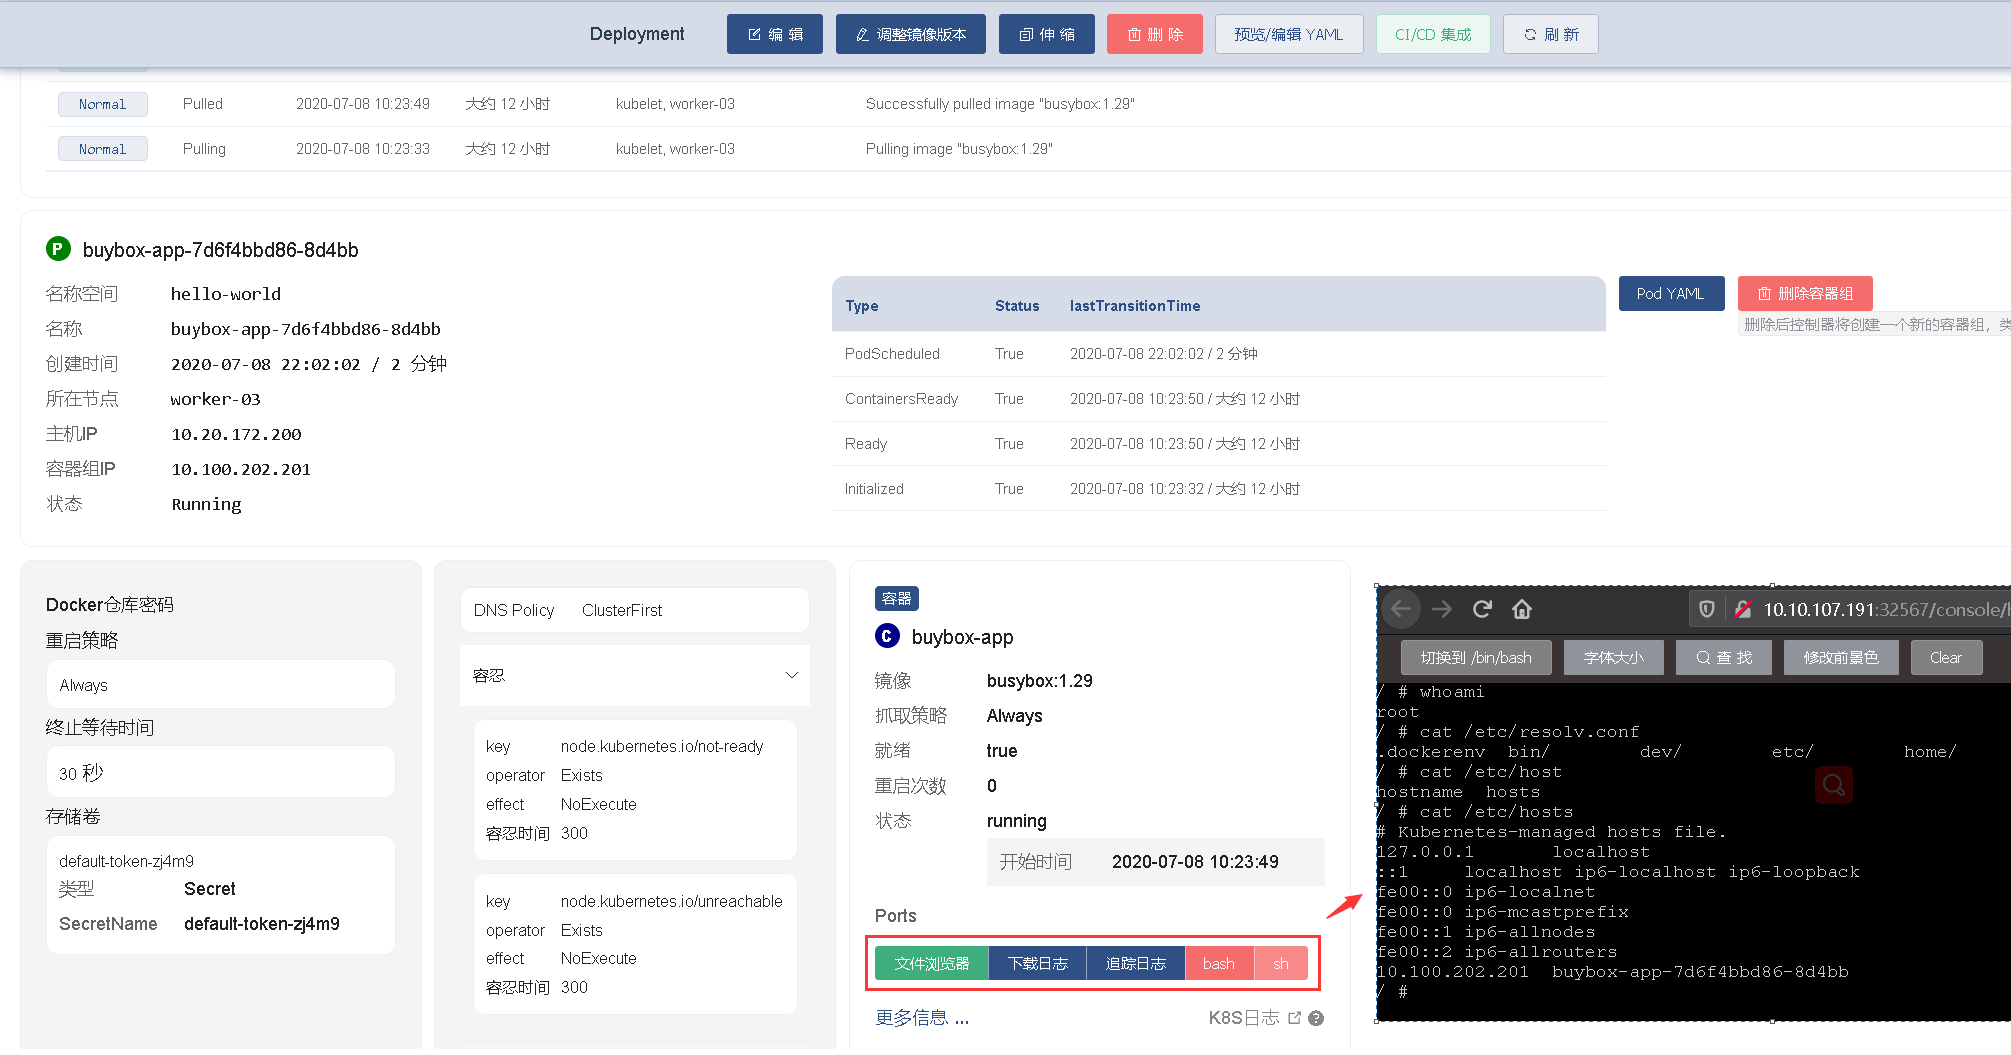 Deployment 编 辑 调整镜像版本 伸 缩 删 除 预览/编辑 YAML CI/CD 集成 刷 新
Normal Pulled 2020-07-08 10:23:49 大约 12 小时 kubelet, worker-03 Successfully pulled image "busybox:1.29"
Normal Pulling 2020-07-08 10:23:33 大约 12 小时 kubelet, worker-03 Pulling image "busybox:1.29"
P buybox-app-7d6f4bbd86-8d4bb
名称空间 hello-world
名称 buybox-app-7d6f4bbd86-8d4bb
创建时间 2020-07-08 22:02:02 / 2 分钟
所在节点 worker-03
主机IP 10.20.172.200
容器组IP 10.100.202.201
状态 Running
Type Status lastTransitionTime
PodScheduled True 2020-07-08 22:02:02 / 2 分钟
ContainersReady True 2020-07-08 10:23:50 / 大约 12 小时
Ready True 2020-07-08 10:23:50 / 大约 12 小时
Initialized True 2020-07-08 10:23:32 / 大约 12 小时
Pod YAML 删除容器组
删除后控制器将创建一个新的容器组，类
Docker仓库密码
重启策略
Always
终止等待时间
30 秒
存储卷
default-token-zj4m9
类型 Secret
SecretName default-token-zj4m9
DNS Policy ClusterFirst
容忍
key node.kubernetes.io/not-ready
operator Exists
effect NoExecute
容忍时间 300
key node.kubernetes.io/unreachable
operator Exists
effect NoExecute
容忍时间 300
容器
C buybox-app
镜像 busybox:1.29
抓取策略 Always
就绪 true
重启次数 0
状态 running
开始时间 2020-07-08 10:23:49
Ports
文件浏览器 下载日志 追踪日志 bash sh
更多信息 ... K8S日志
10.10.107.191:32567/console/h
切换到 /bin/bash 字体大小 查 找 修改前景色 Clear
/ # whoami
root
/ # cat /etc/resolv.conf
.dockerenv bin/ dev/ etc/ home/
/ # cat /etc/host
hostname hosts
/ # cat /etc/hosts
# Kubernetes-managed hosts file.
127.0.0.1 localhost
::1 localhost ip6-localhost ip6-loopback
fe00::0 ip6-localnet
fe00::0 ip6-mcastprefix
fe00::1 ip6-allnodes
fe00::2 ip6-allrouters
10.100.202.201 buybox-app-7d6f4bbd86-8d4bb
/ #